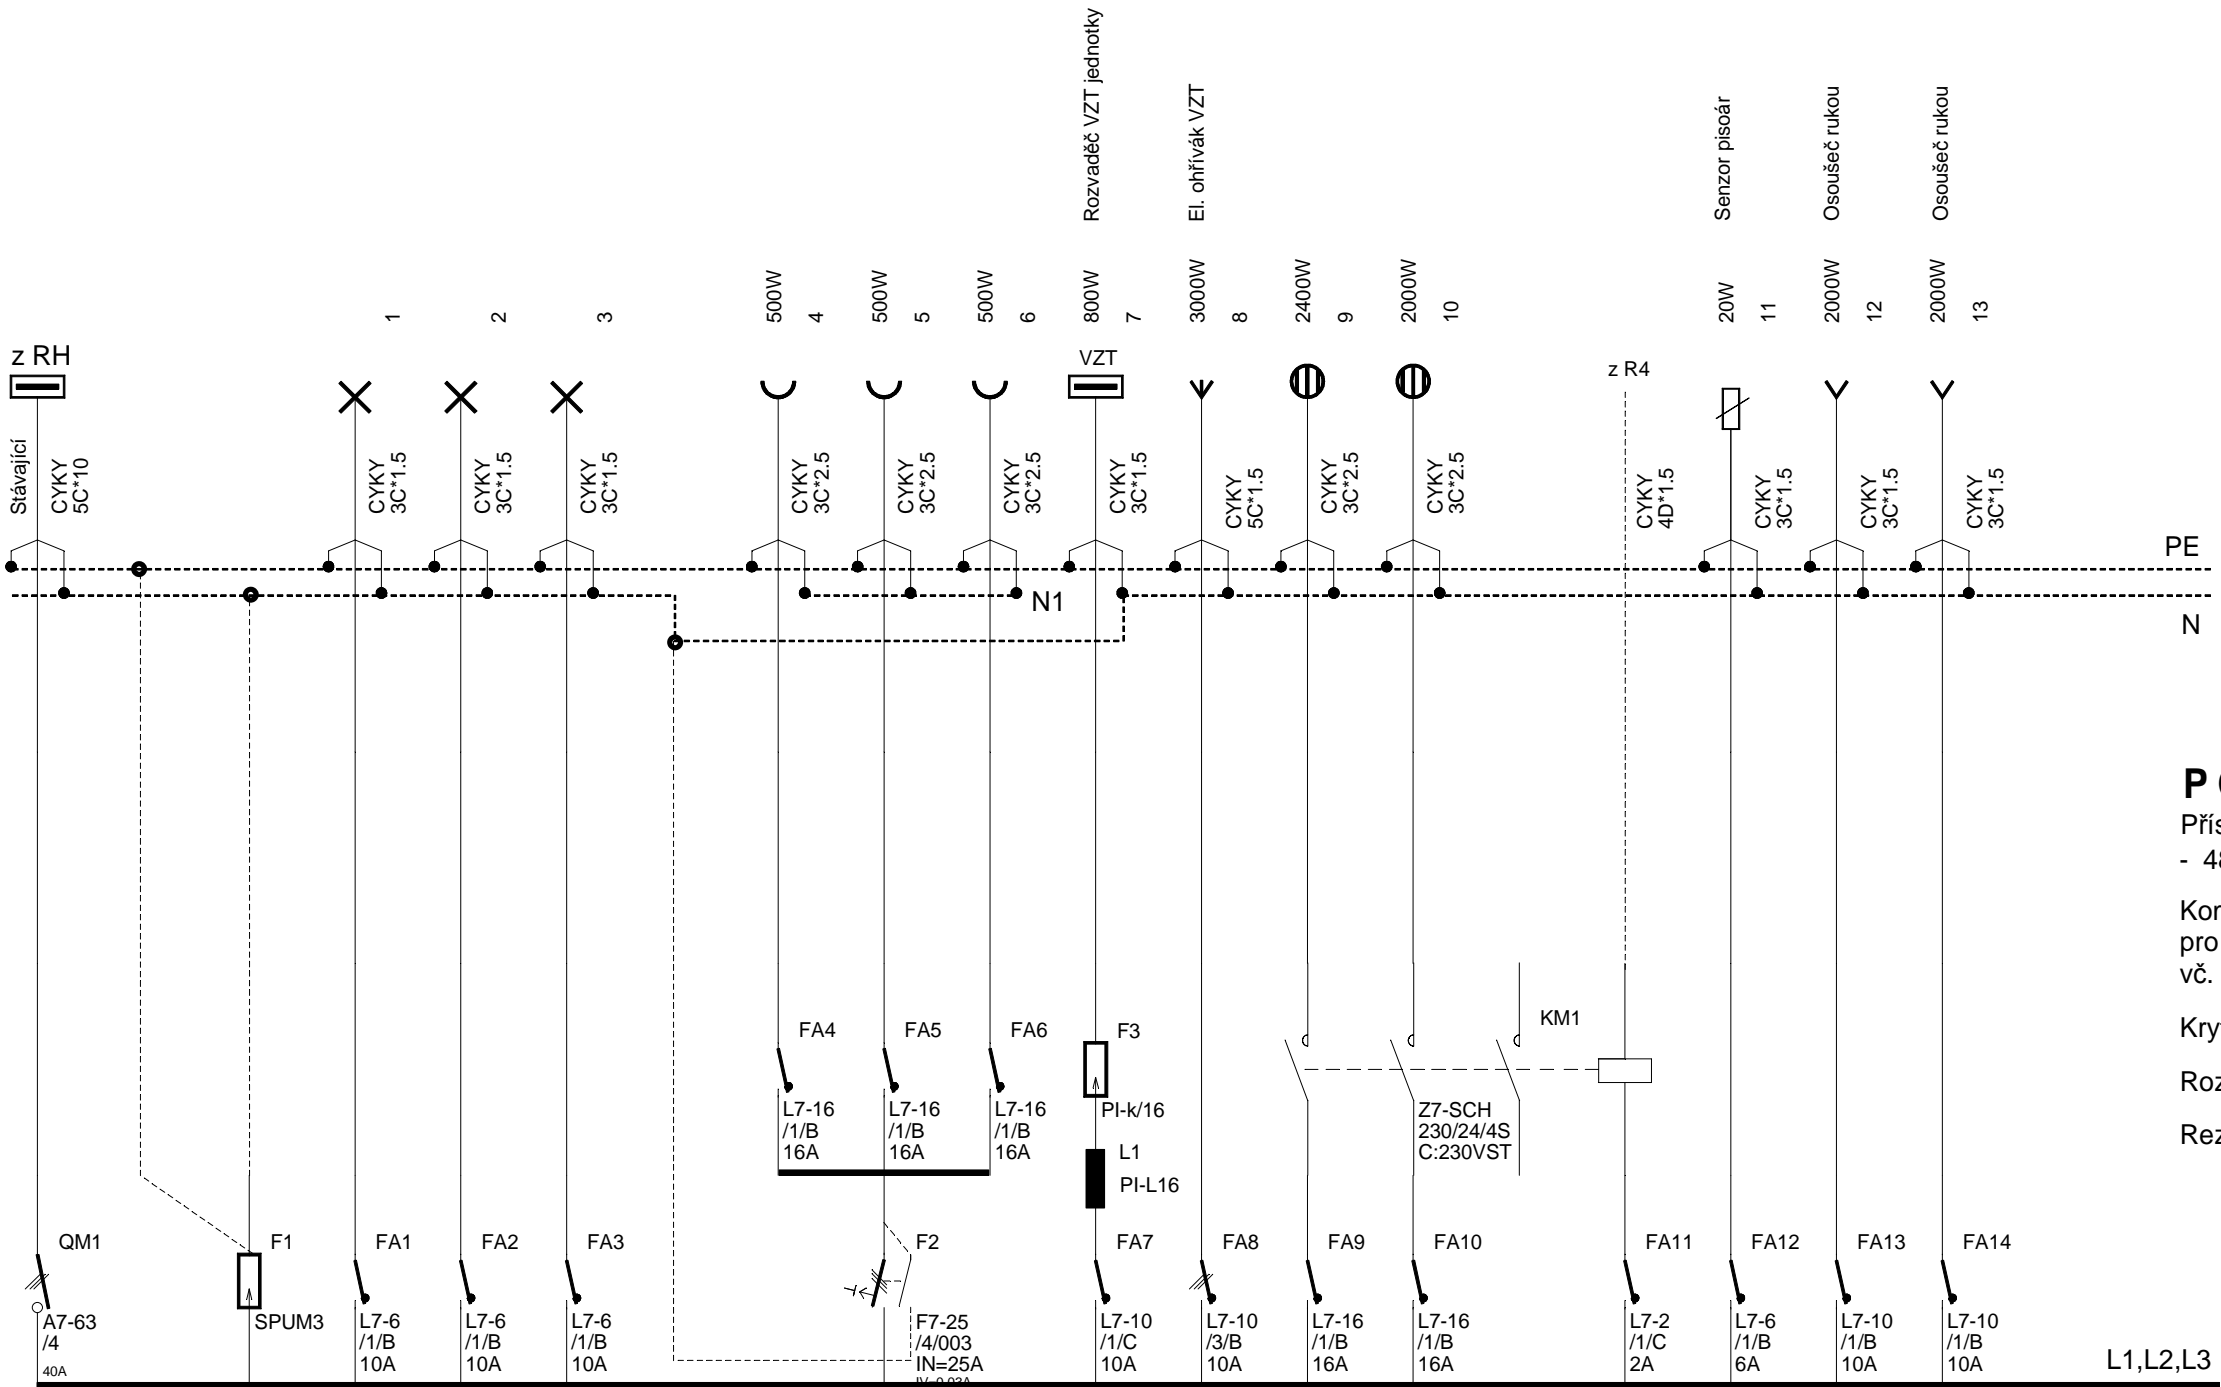 Rozvaděč VZT jednotky
El. ohřívák VZT
Senzor pisoár
Osoušeč rukou
Osoušeč rukou
1
2
3
500W
4
500W
5
500W
6
800W
7
3000W
8
2400W
9
2000W
10
20W
11
2000W
12
2000W
13
z RH
VZT
z R4
Stávající
CYKY
5C*10
CYKY
3C*1.5
CYKY
3C*1.5
CYKY
3C*1.5
CYKY
3C*2.5
CYKY
3C*2.5
CYKY
3C*2.5
CYKY
3C*1.5
CYKY
5C*1.5
CYKY
3C*2.5
CYKY
3C*2.5
CYKY
4D*1.5
CYKY
3C*1.5
CYKY
3C*1.5
CYKY
3C*1.5
PE
N1
N
P
- 48
pro
vč.
FA4
FA5
FA6
F3
KM1
L7-16
/1/B
16A
L7-16
/1/B
16A
L7-16
/1/B
16A
PI-k/16
L1
PI-L16
Z7-SCH
230/24/4S
C:230VST
QM1
F1
FA1
FA2
FA3
F2
FA7
FA8
FA9
FA10
FA11
FA12
FA13
FA14
A7-63
/4
40A
SPUM3
L7-6
/1/B
10A
L7-6
/1/B
10A
L7-6
/1/B
10A
F7-25
/4/003
IN=25A
IV=0.03A
L7-10
/1/C
10A
L7-10
/3/B
10A
L7-16
/1/B
16A
L7-16
/1/B
16A
L7-2
/1/C
2A
L7-6
/1/B
6A
L7-10
/1/B
10A
L7-10
/1/B
10A
L1,L2,L3